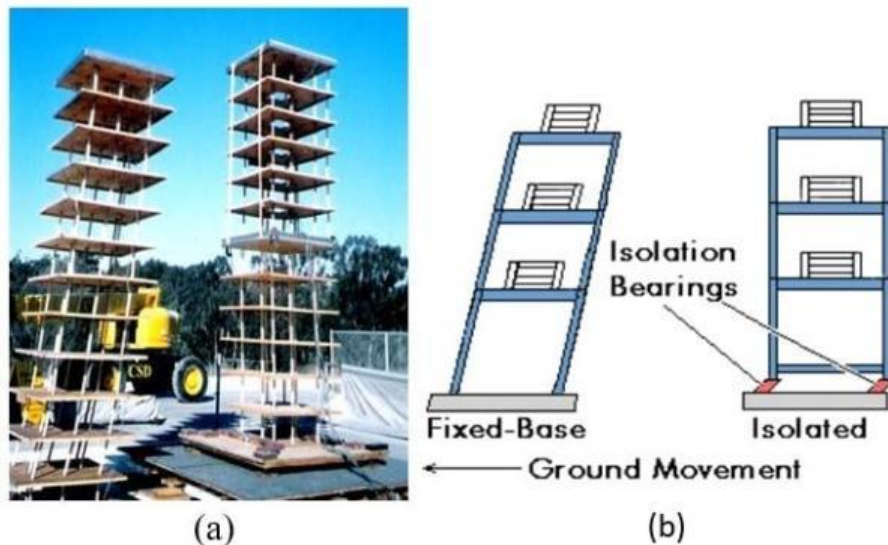 CSD
(a)
Isolation
Bearings
Fixed-Base
Isolated
Ground Movement
(b)